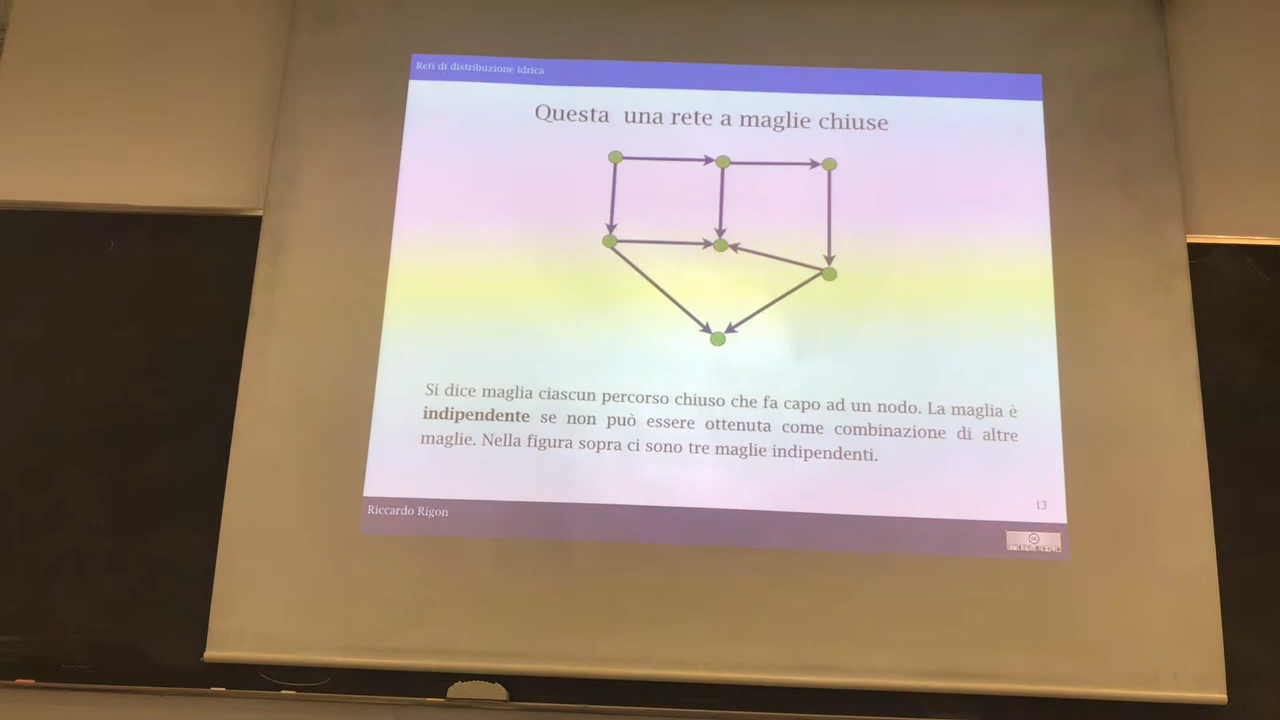 Reti di distribuzione idrica
Questa una rete a maglie chiuse
Si dice maglia ciascun percorso chiuso che fa capo ad un nodo. La maglia è
indipendente se non può essere ottenuta come combinazione di altre
maglie. Nella figura sopra ci sono tre maglie indipendenti.
13
Riccardo Rigon